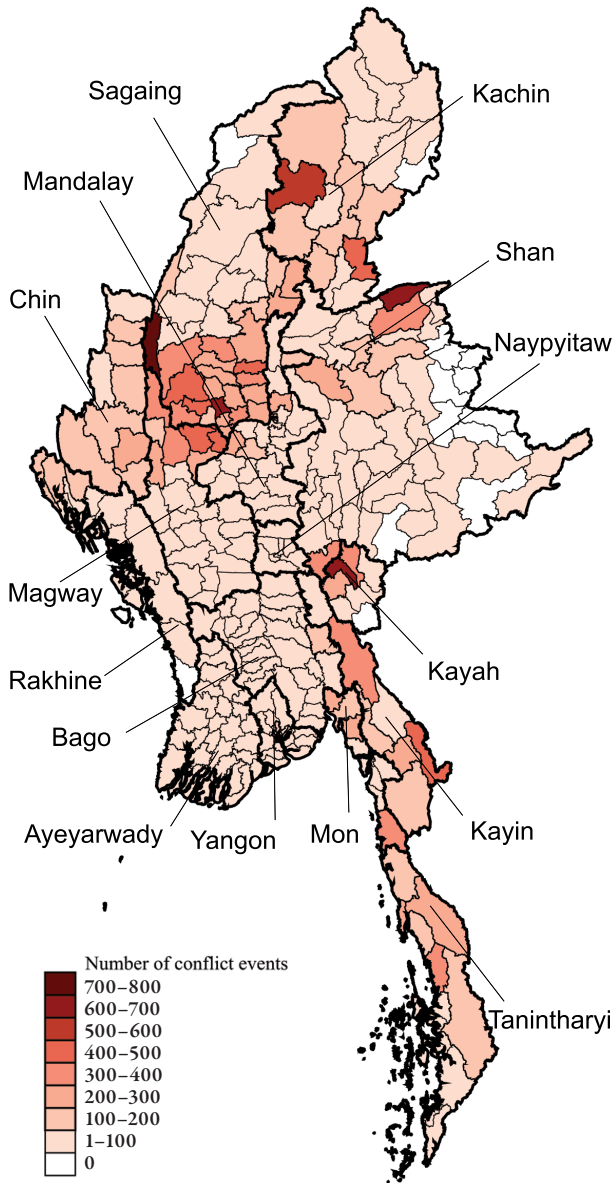 Sagaing
Kachin
Mandalay
Shan
Chin
Naypyitaw
Magway
Kayah
Rakhine
Bago
Ayeyarwady
Yangon
Mon
Kayin
Number of conflict events
700–800
600–700
500–600
400–500
300–400
200–300
100–200
1–100
0
Tanintharyi